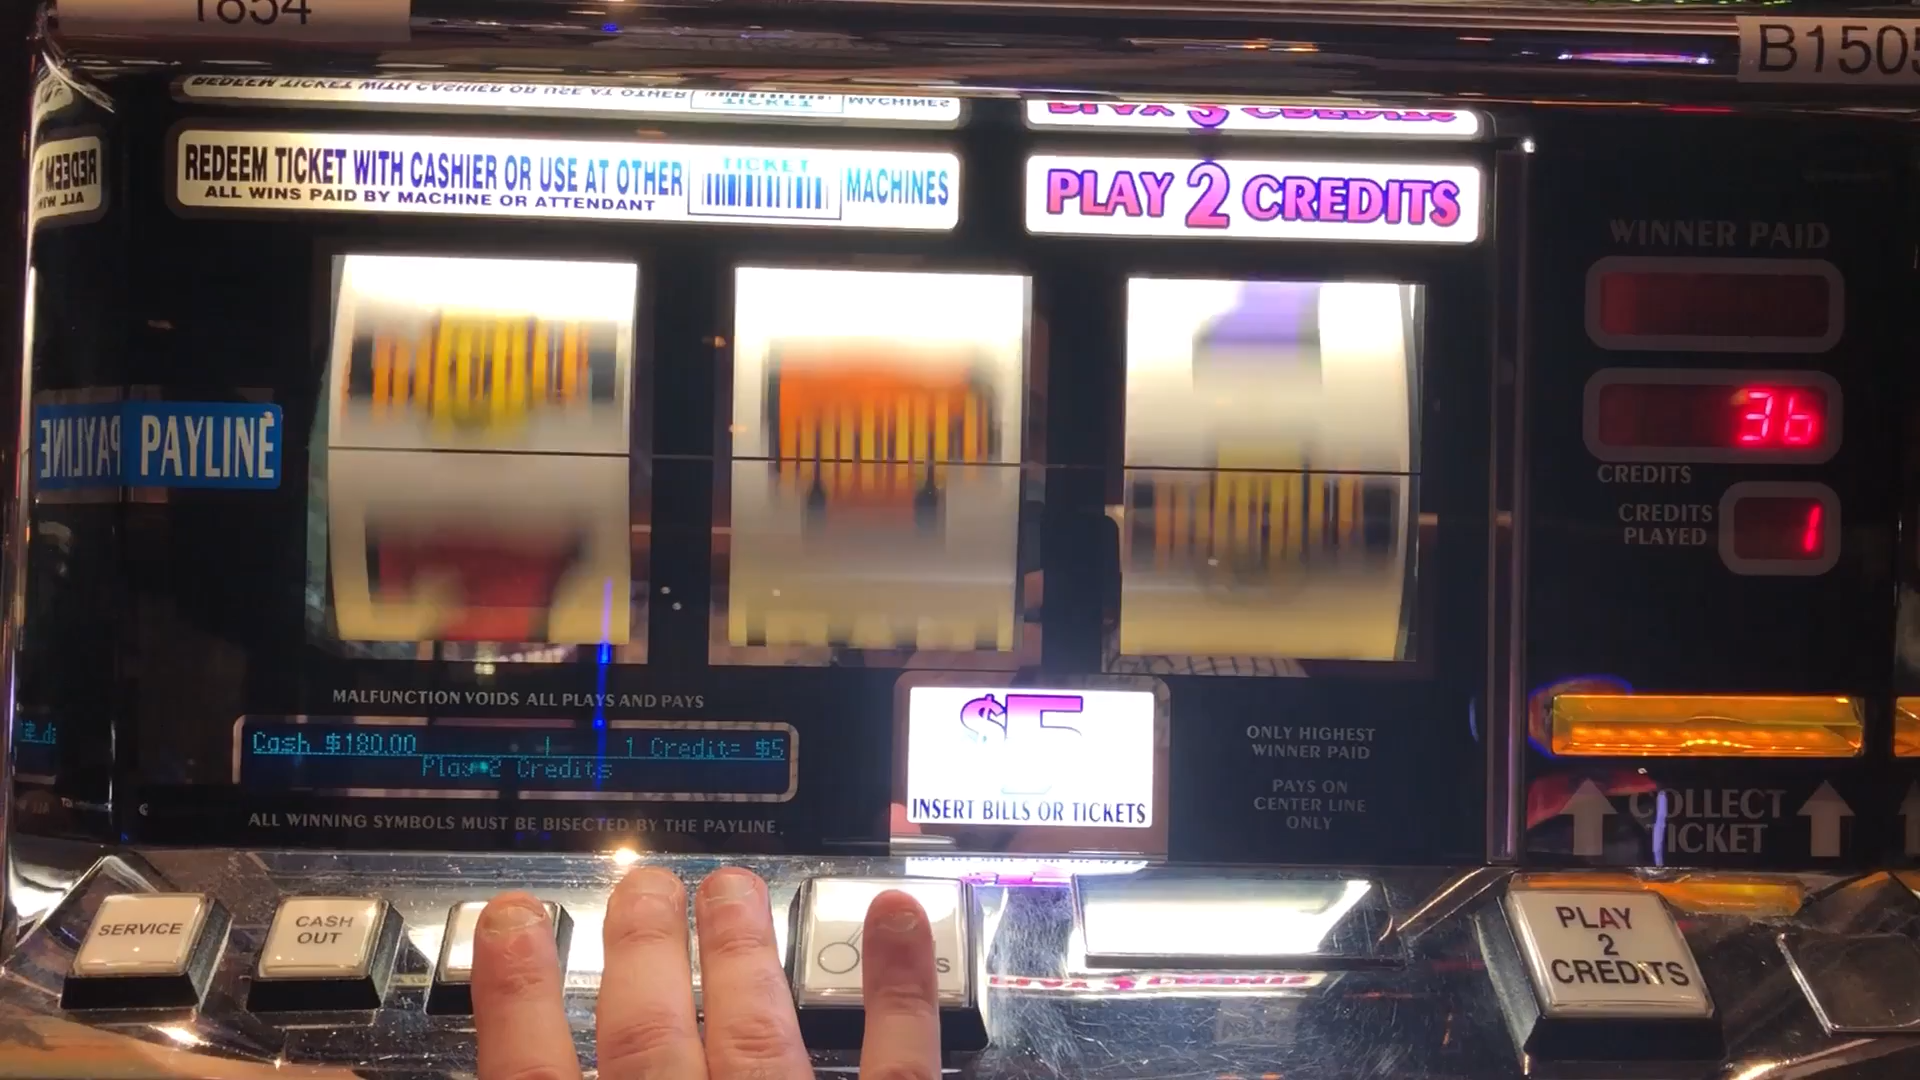 1854
B1505
REDEEM TICKET WITH CASHIER OR USE AT OTHER TICKET MACHINES
ALL WINS PAID BY MACHINE OR ATTENDANT
PLAY 2 CREDITS
WINNER PAID
36
CREDITS
CREDITS
PLAYED
1
PAYLINE
MALFUNCTION VOIDS ALL PLAYS AND PAYS
Cash $180.00 1 Credit= $5
Play 2 Credits
ALL WINNING SYMBOLS MUST BE BISECTED BY THE PAYLINE.
$5
INSERT BILLS OR TICKETS
ONLY HIGHEST
WINNER PAID
PAYS ON
CENTER LINE
ONLY
COLLECT
TICKET
SERVICE
CASH
OUT
PLAY
2
CREDITS